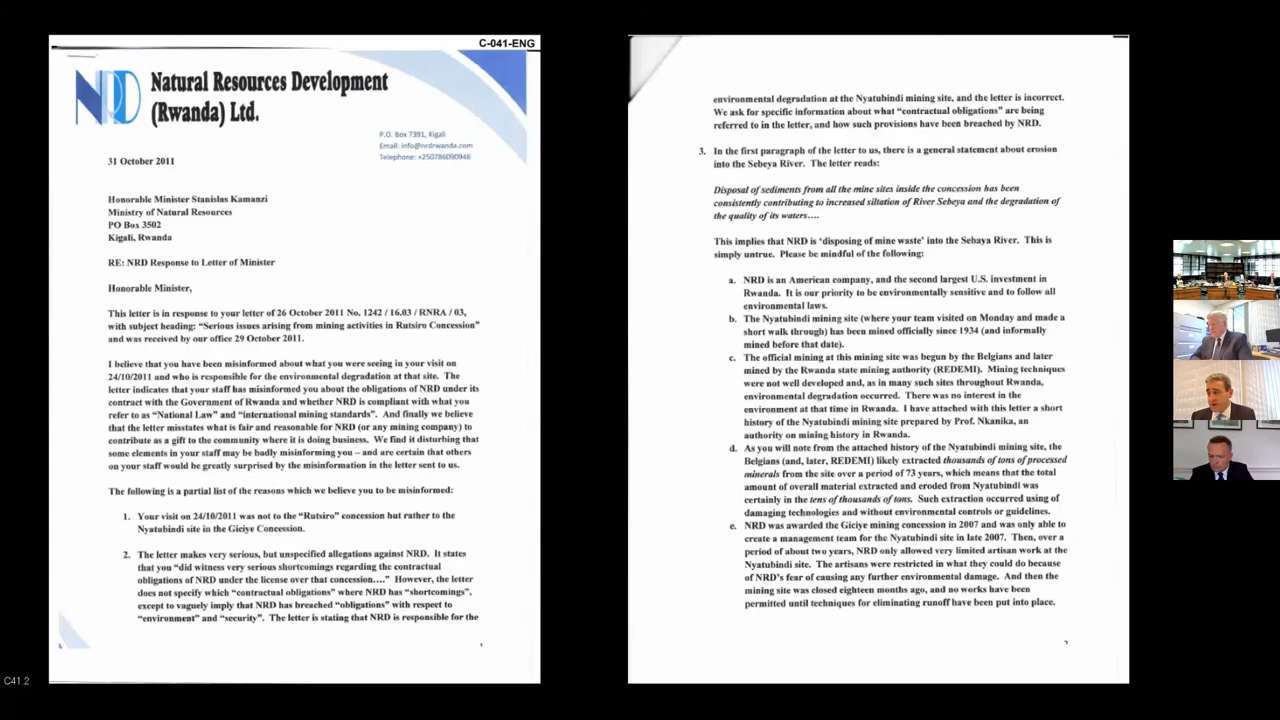 C-041-ENG
NRD
Natural Resources Development
(Rwanda) Ltd.
P.O. Box 7391, Kigali
Email: info@nrdrwanda.com
Telephone: +250786090946
31 October 2011
Honorable Minister Stanislas Kamanzi
Ministry of Natural Resources
PO Box 3502
Kigali, Rwanda
RE: NRD Response to Letter of Minister
Honorable Minister,
This letter is in response to your letter of 26 October 2011 No. 1242 / 16.03 / RNRA / 03,
with subject heading: “Serious issues arising from mining activities in Rutsiro Concession”
and was received by our office 29 October 2011.
I believe that you have been misinformed about what you were seeing in your visit on
24/10/2011 and who is responsible for the environmental degradation at that site. The
letter indicates that your staff has misinformed you about the obligations of NRD under its
contract with the Government of Rwanda and whether NRD is compliant with what you
refer to as “National Law” and “international mining standards”. And finally we believe
that the letter misstates what is fair and reasonable for NRD (or any mining company) to
contribute as a gift to the community where it is doing business. We find it disturbing that
some elements in your staff may be badly misinforming you – and are certain that others
on your staff would be greatly surprised by the misinformation in the letter sent to us.
The following is a partial list of the reasons which we believe you to be misinformed:
1. Your visit on 24/10/2011 was not to the “Rutsiro” concession but rather to the
Nyatubindi site in the Giciye Concession.
2. The letter makes very serious, but unspecified allegations against NRD. It states
that you “did witness very serious shortcomings regarding the contractual
obligations of NRD under the license over that concession....” However, the letter
does not specify which “contractual obligations” where NRD has “shortcomings”,
except to vaguely imply that NRD has breached “obligations” with respect to
“environment” and “security”. The letter is stating that NRD is responsible for the
environmental degradation at the Nyatubindi mining site, and the letter is incorrect.
We ask for specific information about what “contractual obligations” are being
referred to in the letter, and how such provisions have been breached by NRD.
3. In the first paragraph of the letter to us, there is a general statement about erosion
into the Sebeya River. The letter reads:
Disposal of sediments from all the mine sites inside the concession has been
consistently contributing to increased siltation of River Sebeya and the degradation of
the quality of its waters....
This implies that NRD is ‘disposing of mine waste’ into the Sebaya River. This is
simply untrue. Please be mindful of the following:
a. NRD is an American company, and the second largest U.S. investment in
Rwanda. It is our priority to be environmentally sensitive and to follow all
environmental laws.
b. The Nyatubindi mining site (where your team visited on Monday and made a
short walk through) has been mined officially since 1934 (and informally
mined before that date).
c. The official mining at this mining site was begun by the Belgians and later
mined by the Rwanda state mining authority (REDEMI). Mining techniques
were not well developed and, as in many such sites throughout Rwanda,
environmental degradation occurred. There was no interest in the
environment at that time in Rwanda. I have attached with this letter a short
history of the Nyatubindi mining site prepared by Prof. Nkanika, an
authority on mining history in Rwanda.
d. As you will note from the attached history of the Nyatubindi mining site, the
Belgians (and, later, REDEMI) likely extracted thousands of tons of processed
minerals from the site over a period of 73 years, which means that the total
amount of overall material extracted and eroded from Nyatubindi was
certainly in the tens of thousands of tons. Such extraction occurred using of
damaging technologies and without environmental controls or guidelines.
e. NRD was awarded the Giciye mining concession in 2007 and was only able to
create a management team for the Nyatubindi site in late 2007. Then, over a
period of about two years, NRD only allowed very limited artisan work at the
Nyatubindi site. The artisans were restricted in what they could do because
of NRD’s fear of causing any further environmental damage. And then the
mining site was closed eighteen months ago, and no works have been
permitted until techniques for eliminating runoff have been put into place.
C41 2